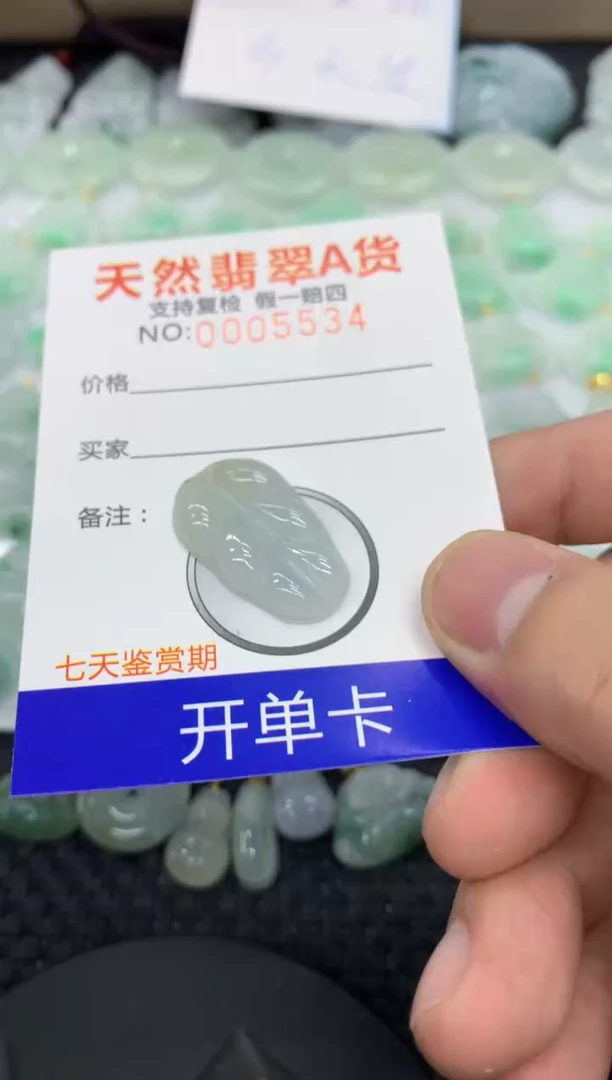 天然翡翠A货
支持复检 假一赔四
NO:0005534
价格
买家
备注：
七天鉴赏期
开单卡